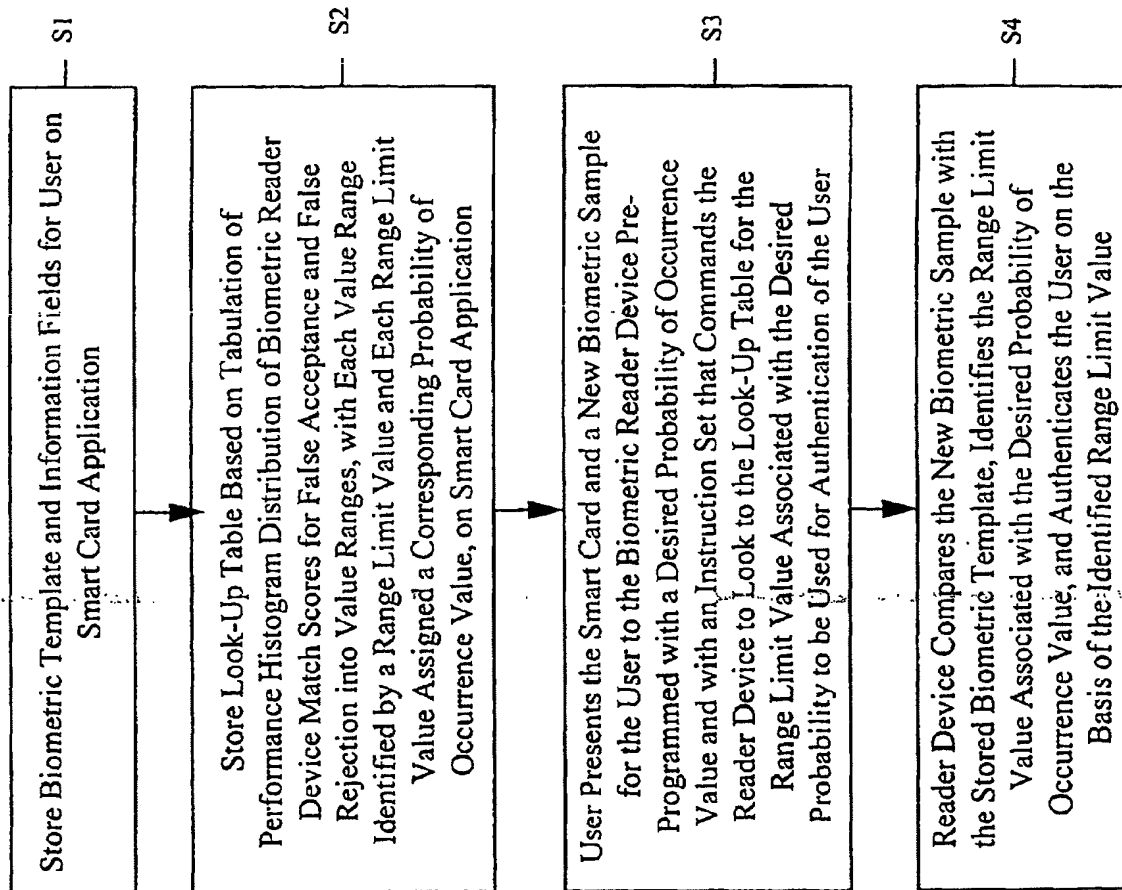 Store Biometric Template and Information Fields for User on
Smart Card Application
S1
Store Look-Up Table Based on Tabulation of
Performance Histogram Distribution of Biometric Reader
Device Match Scores for False Acceptance and False
Rejection into Value Ranges, with Each Value Range
Identified by a Range Limit Value and Each Range Limit
Value Assigned a Corresponding Probability of
Occurrence Value, on Smart Card Application
S2
User Presents the Smart Card and a New Biometric Sample
for the User to the Biometric Reader Device Pre-
Programmed with a Desired Probability of Occurrence
Value and with an Instruction Set that Commands the
Reader Device to Look to the Look-Up Table for the
Range Limit Value Associated with the Desired
Probability to be Used for Authentication of the User
S3
Reader Device Compares the New Biometric Sample with
the Stored Biometric Template, Identifies the Range Limit
Value Associated with the Desired Probability of
Occurrence Value, and Authenticates the User on the
Basis of the Identified Range Limit Value
S4